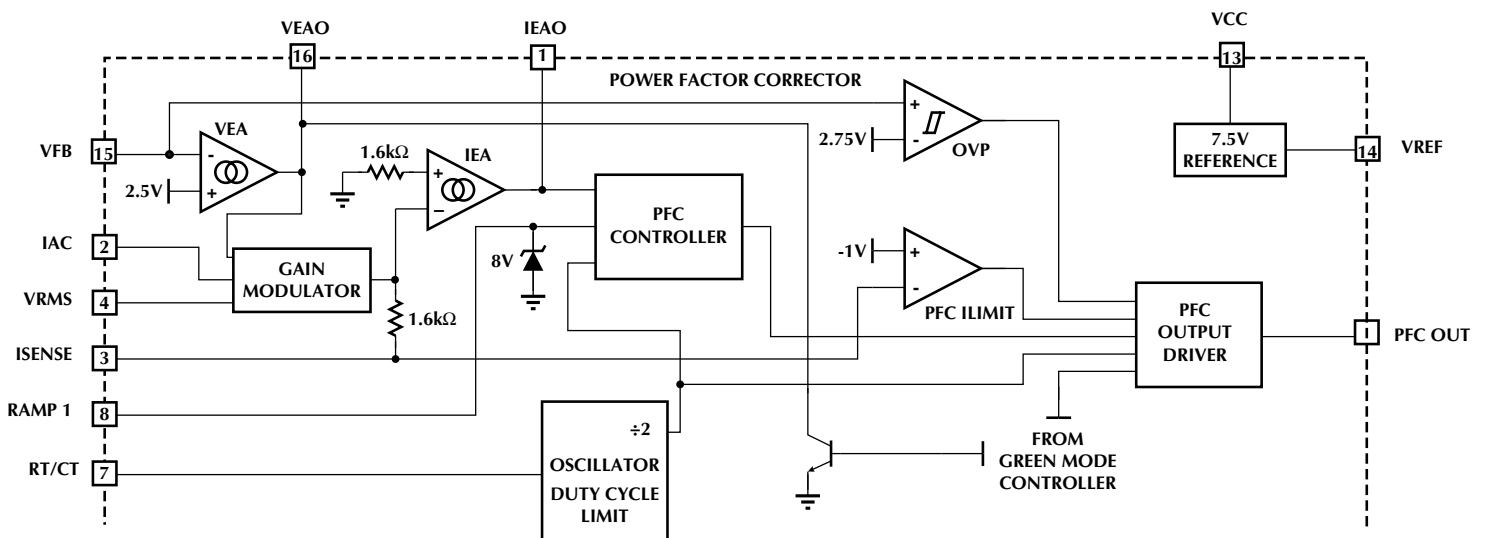 VEAO
16
IEAO
1
VCC
13
POWER FACTOR CORRECTOR
VEA
VFB
15
-
+
2.5V
1.6kΩ
IEA
+
–
2.75V
+
-
OVP
7.5V
REFERENCE
14
VREF
IAC
2
VRMS
4
GAIN
MODULATOR
1.6kΩ
8V
PFC
CONTROLLER
-1V
+
-
PFC ILIMIT
PFC
OUTPUT
DRIVER
PFC OUT
ISENSE
3
RAMP 1
8
RT/CT
7
÷2
OSCILLATOR
DUTY CYCLE
LIMIT
FROM
GREEN MODE
CONTROLLER